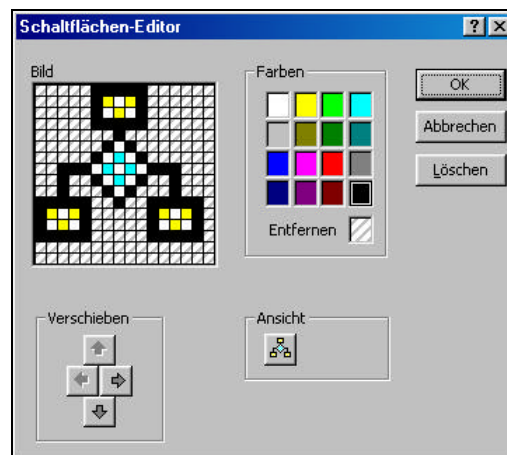 Schaltflächen-Editor
Bild
Farben
OK
Abbrechen
Löschen
Entfernen
Verschieben
Ansicht